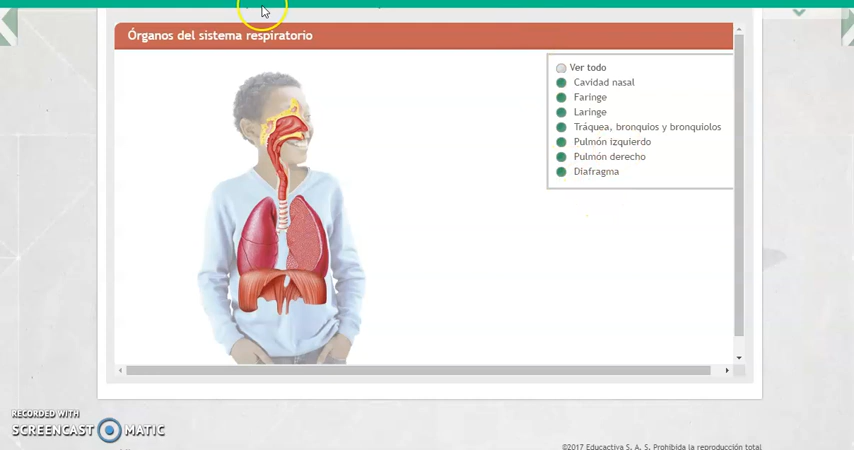 Órganos del sistema respiratorio
Ver todo
Cavidad nasal
Faringe
Laringe
Tráquea, bronquios y bronquiolos
Pulmón izquierdo
Pulmón derecho
Diafragma
RECORDED WITH
SCREENCAST MATIC
©2017 Educactiva S. A. S. Prohibida la reproducción total